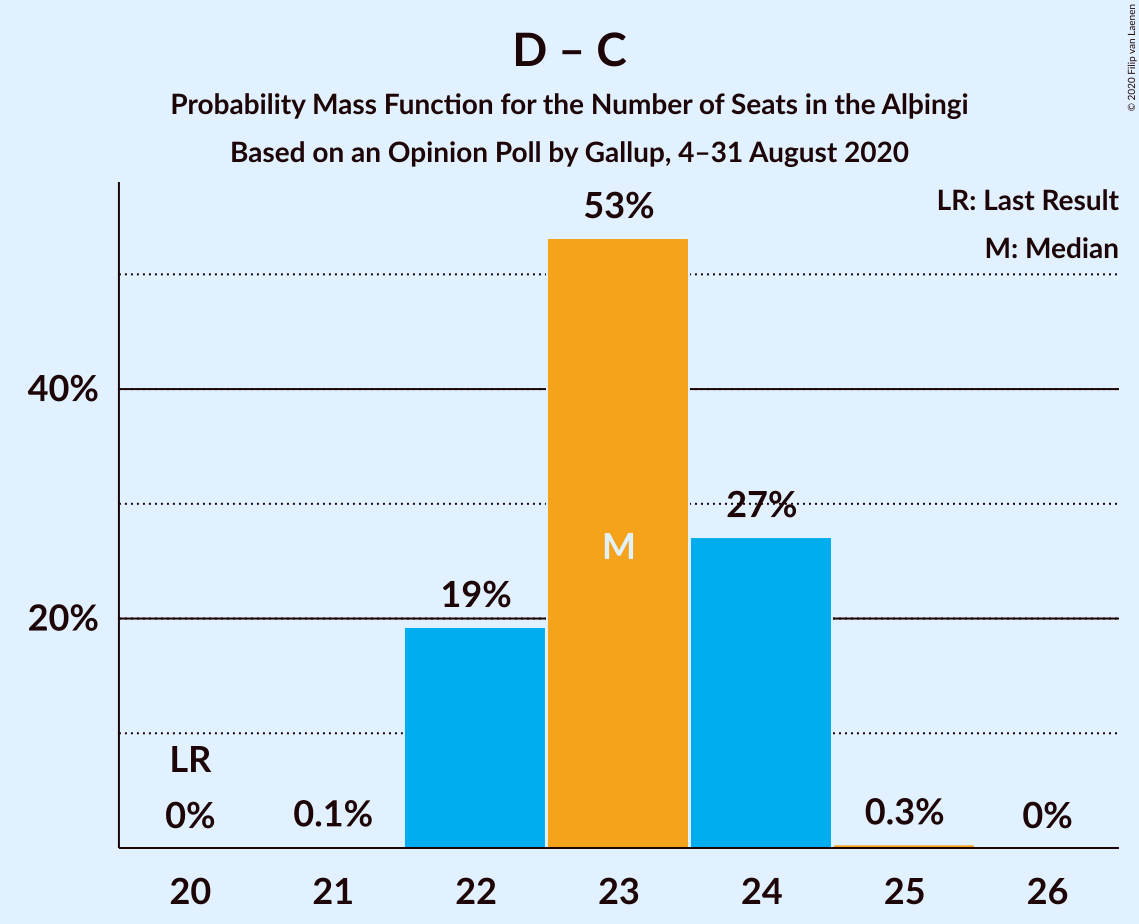 D – C
Probability Mass Function for the Number of Seats in the Alþingi
Based on an Opinion Poll by Gallup, 4–31 August 2020
© 2020 Filip van Laenen
LR: Last Result
M: Median
53%
40%
27%
M
19%
20%
LR
0%
0.1%
0.3%
0%
20
21
22
23
24
25
26